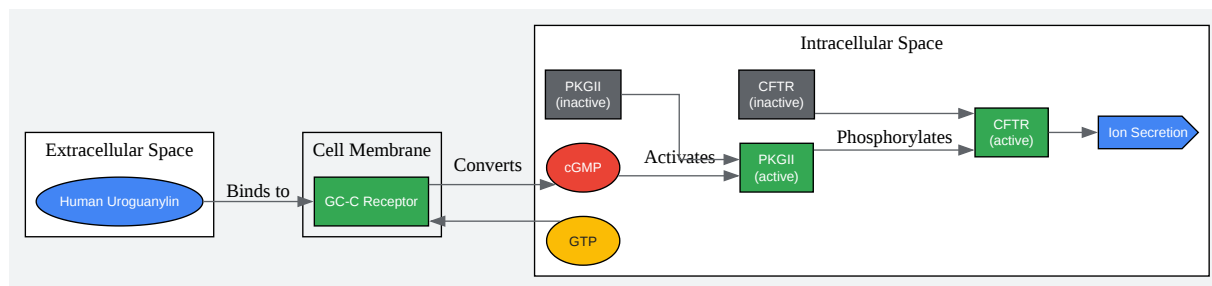 Extracellular Space
Human Uroguanylin
Binds to
Cell Membrane
GC-C Receptor
Converts
Intracellular Space
PKGII
(inactive)
CFTR
(inactive)
cGMP
Activates
PKGII
(active)
Phosphorylates
CFTR
(active)
Ion Secretion
GTP